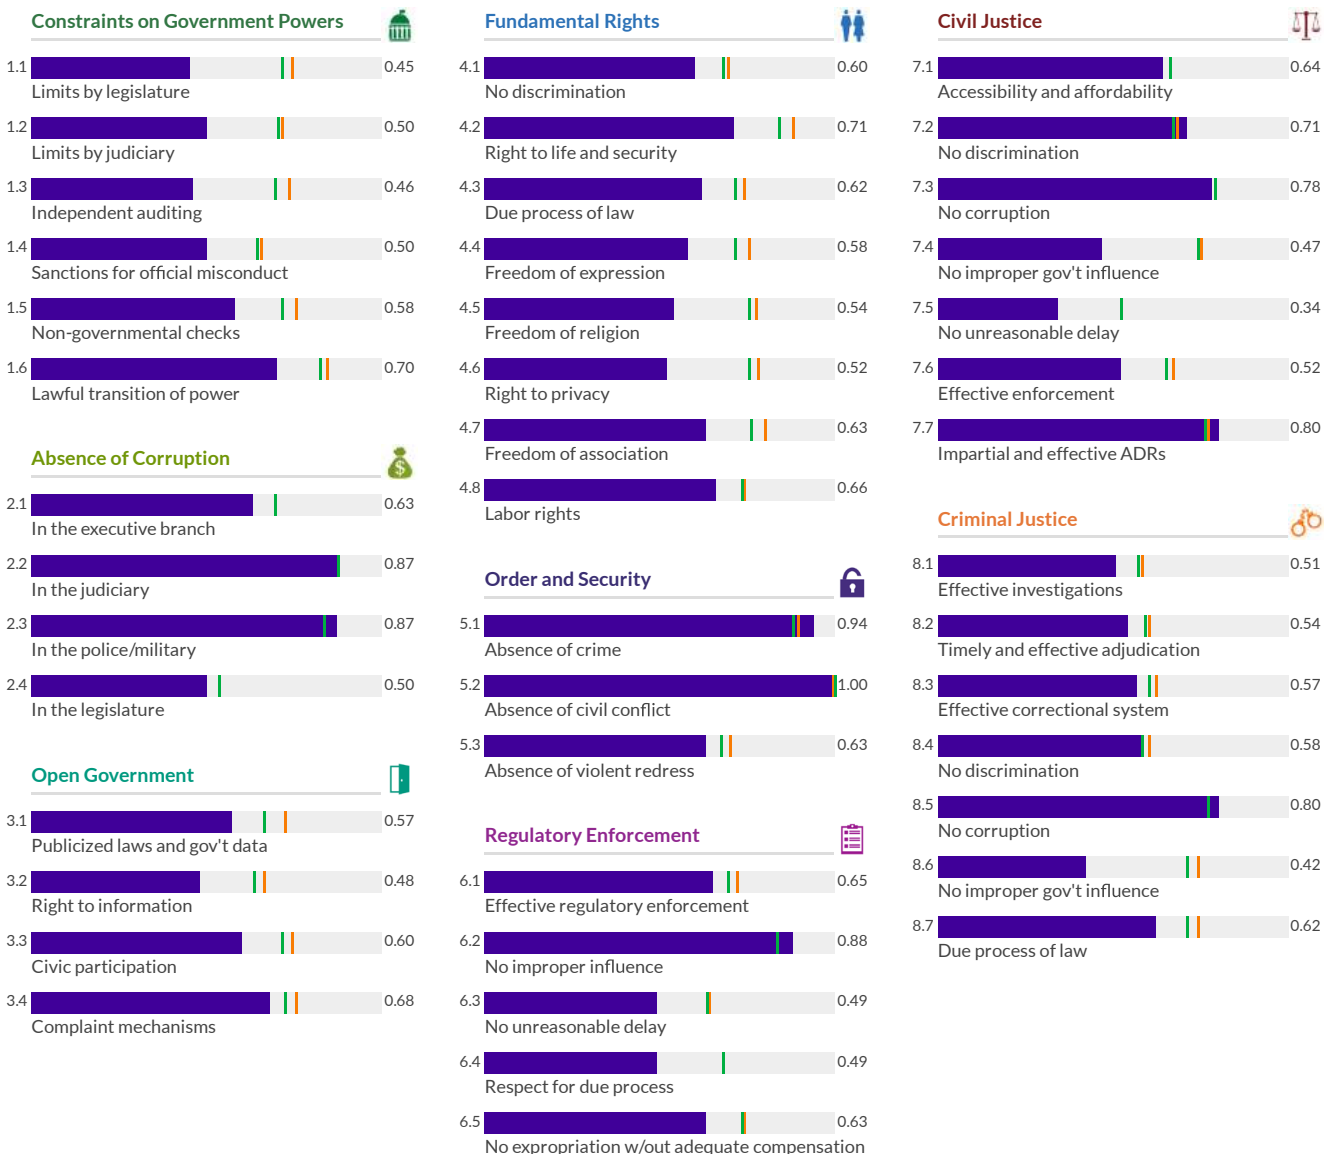 Constraints on Government Powers
1.1 0.45
Limits by legislature
1.2 0.50
Limits by judiciary
1.3 0.46
Independent auditing
1.4 0.50
Sanctions for official misconduct
1.5 0.58
Non-governmental checks
1.6 0.70
Lawful transition of power
Absence of Corruption
$
2.1 0.63
In the executive branch
2.2 0.87
In the judiciary
2.3 0.87
In the police/military
2.4 0.50
In the legislature
Open Government
3.1 0.57
Publicized laws and gov't data
3.2 0.48
Right to information
3.3 0.60
Civic participation
3.4 0.68
Complaint mechanisms
Fundamental Rights
4.1 0.60
No discrimination
4.2 0.71
Right to life and security
4.3 0.62
Due process of law
4.4 0.58
Freedom of expression
4.5 0.54
Freedom of religion
4.6 0.52
Right to privacy
4.7 0.63
Freedom of association
4.8 0.66
Labor rights
Order and Security
5.1 0.94
Absence of crime
5.2 1.00
Absence of civil conflict
5.3 0.63
Absence of violent redress
Regulatory Enforcement
6.1 0.65
Effective regulatory enforcement
6.2 0.88
No improper influence
6.3 0.49
No unreasonable delay
6.4 0.49
Respect for due process
6.5 0.63
No expropriation w/out adequate compensation
Civil Justice
7.1 0.64
Accessibility and affordability
7.2 0.71
No discrimination
7.3 0.78
No corruption
7.4 0.47
No improper gov't influence
7.5 0.34
No unreasonable delay
7.6 0.52
Effective enforcement
7.7 0.80
Impartial and effective ADRs
Criminal Justice
8.1 0.51
Effective investigations
8.2 0.54
Timely and effective adjudication
8.3 0.57
Effective correctional system
8.4 0.58
No discrimination
8.5 0.80
No corruption
8.6 0.42
No improper gov't influence
8.7 0.62
Due process of law